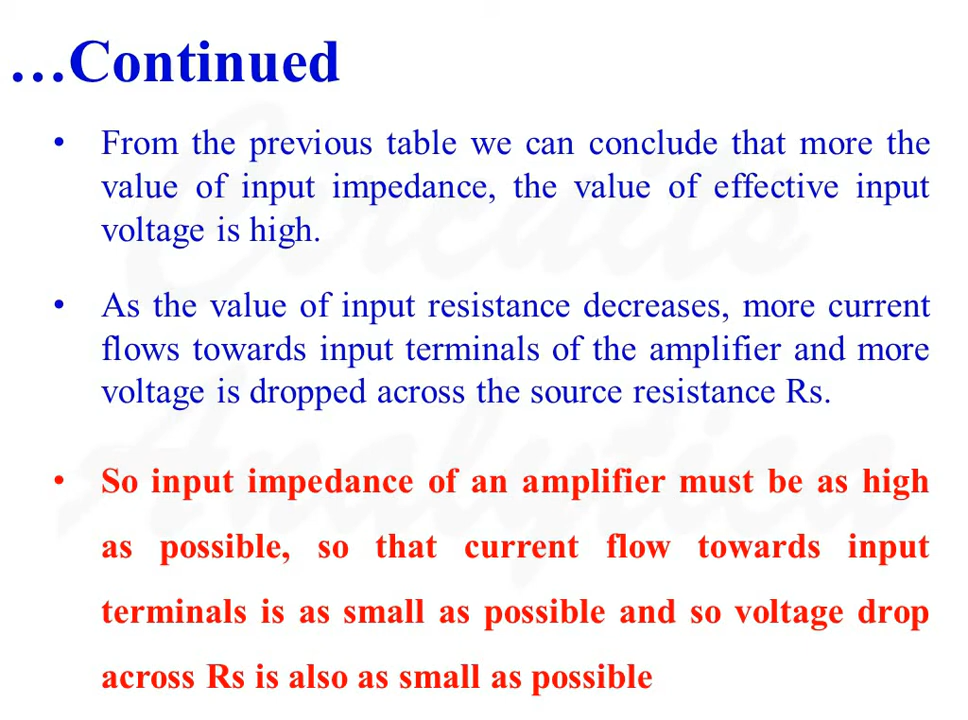 ...Continued
• From the previous table we can conclude that more the
value of input impedance, the value of effective input
voltage is high.
• As the value of input resistance decreases, more current
flows towards input terminals of the amplifier and more
voltage is dropped across the source resistance Rs.
• So input impedance of an amplifier must be as high
as possible, so that current flow towards input
terminals is as small as possible and so voltage drop
across Rs is also as small as possible
Circuits
Analytica